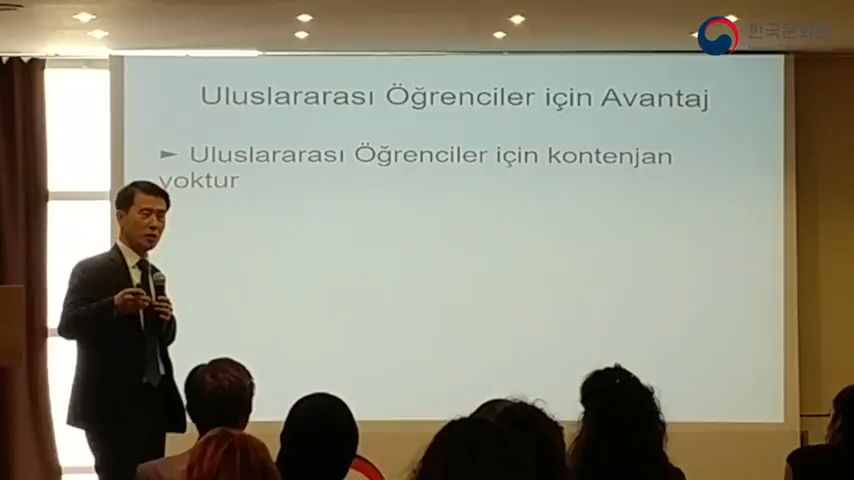 한국문화원
Uluslararası Öğrenciler için Avantaj
► Uluslararası Öğrenciler için kontenjan
yoktur